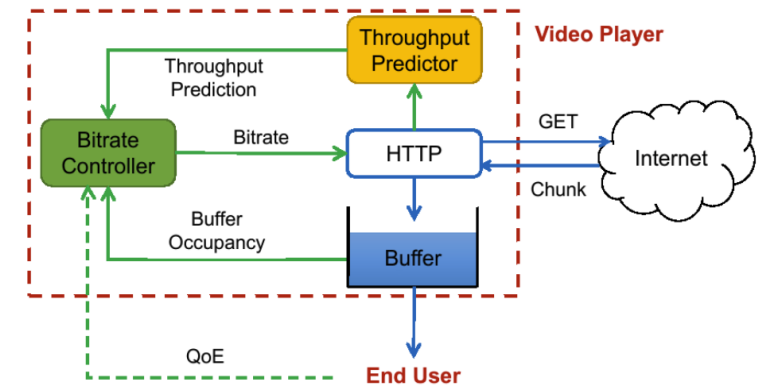 Throughput
Predictor
Video Player
Throughput
Prediction
Bitrate
Controller
Bitrate
HTTP
GET
Internet
Chunk
Buffer
Occupancy
Buffer
QoE
End User